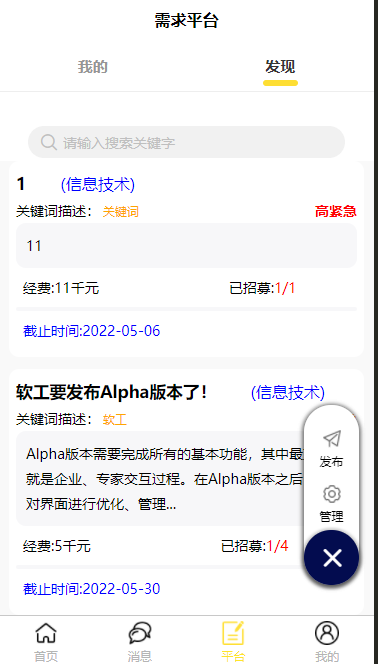 需求平台
我的 发现
请输入搜索关键字
1 (信息技术)
关键词描述: 关键词 高紧急
11
经费:11千元 已招募:1/1
截止时间:2022-05-06
软工要发布Alpha版本了! (信息技术)
关键词描述: 软工
Alpha版本需要完成所有的基本功能,其中最
就是企业、专家交互过程。在Alpha版本之后
对界面进行优化、管理...
发布
管理
经费:5千元 已招募:1/4
截止时间:2022-05-30
首页 消息 平台 我的